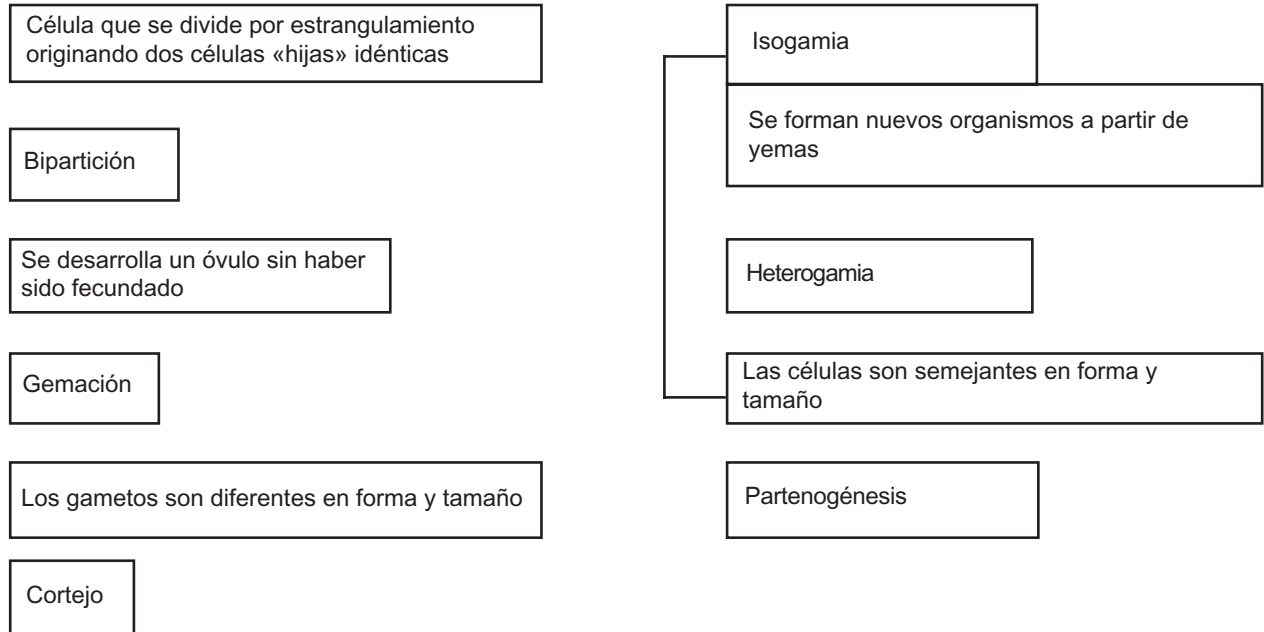 Célula que se divide por estrangulamiento
originando dos células «hijas» idénticas
Bipartición
Se desarrolla un óvulo sin haber
sido fecundado
Gemación
Los gametos son diferentes en forma y tamaño
Cortejo
Isogamia
Se forman nuevos organismos a partir de
yemas
Heterogamia
Las células son semejantes en forma y
tamaño
Partenogénesis